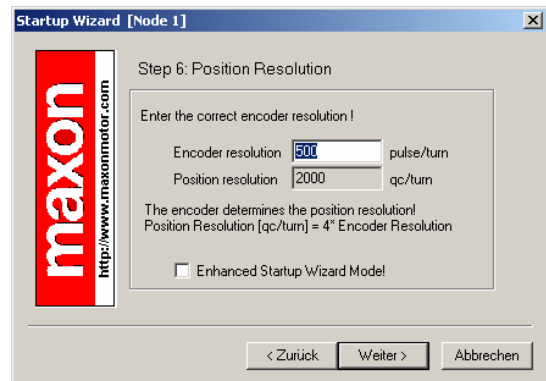 Startup Wizard [Node 1]
maxon
http://www.maxonmotor.com
Step 6: Position Resolution
Enter the correct encoder resolution !
Encoder resolution 500 pulse/turn
Position resolution 2000 qc/turn
The encoder determines the position resolution!
Position Resolution [qc/turn] = 4* Encoder Resolution
Enhanced Startup Wizard Mode!
< Zurück
Weiter >
Abbrechen